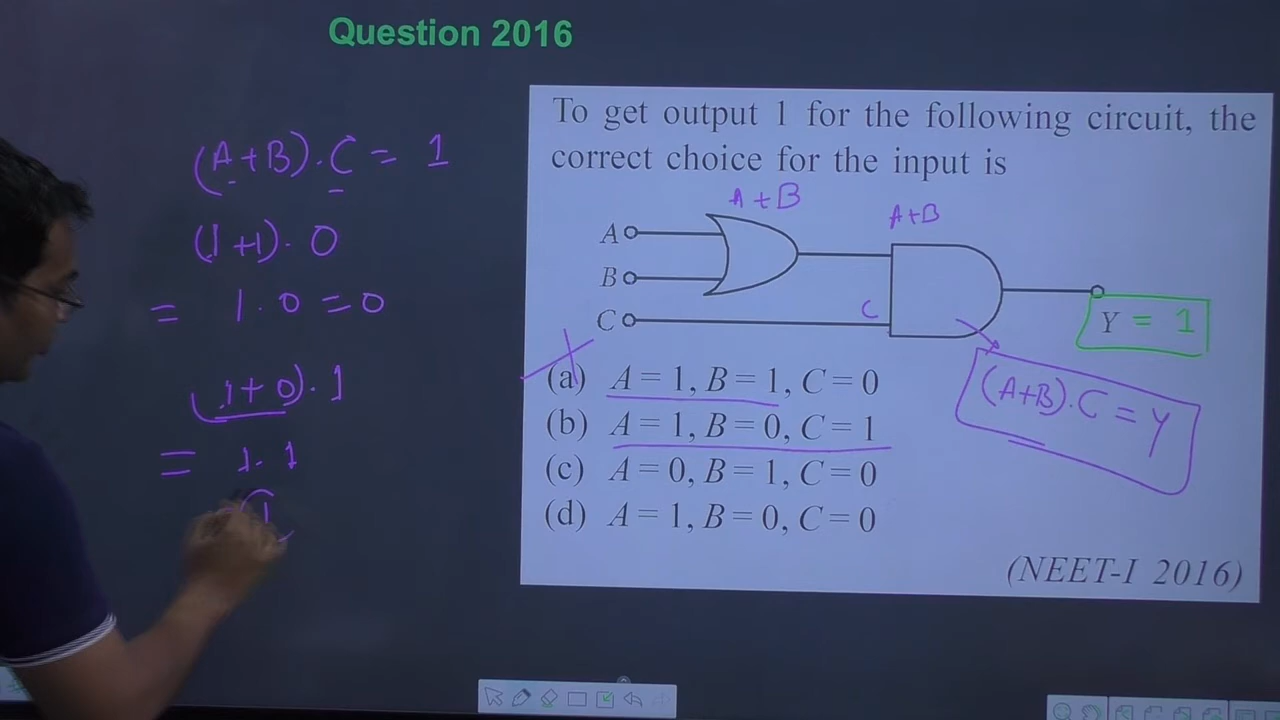 Question 2016
To get output 1 for the following circuit, the
correct choice for the input is
A+B
A+B
A
B
C
C
Y = 1
(A+B).C = Y
(a) A = 1, B = 1, C = 0
(b) A = 1, B = 0, C = 1
(c) A = 0, B = 1, C = 0
(d) A = 1, B = 0, C = 0
(NEET-I 2016)
(A+B).C = 1
(1+1).0
= 1.0 = 0
(1+0).1
= 1.1
1